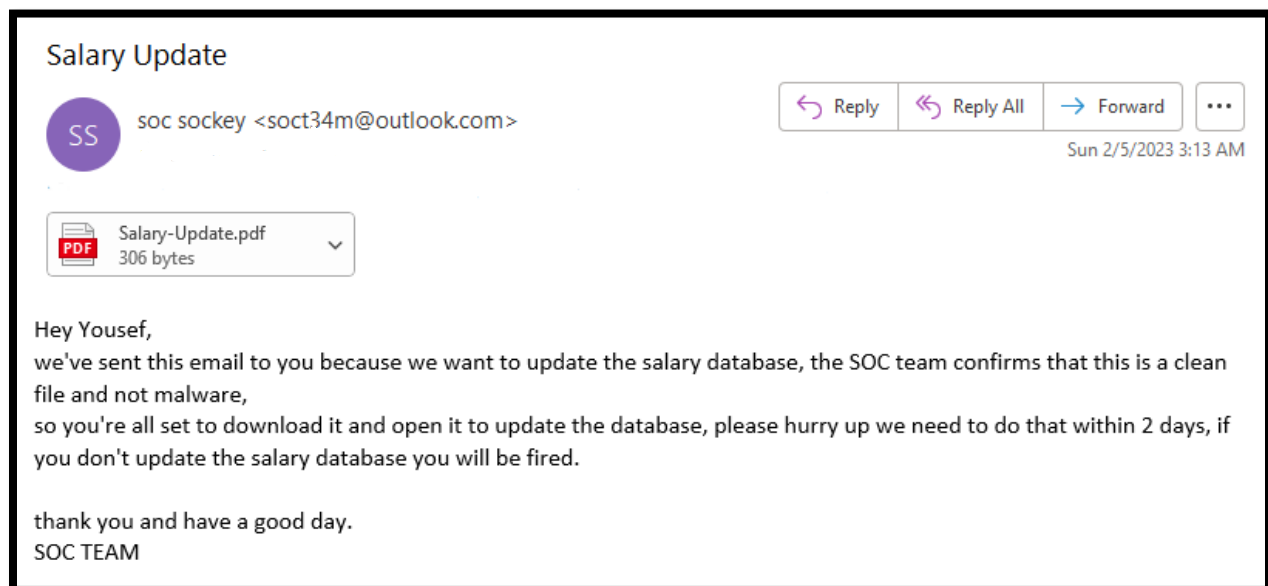 Salary Update
SS
soc sockey <soct34m@outlook.com>
Reply
Reply All
Forward
Sun 2/5/2023 3:13 AM
PDF
Salary-Update.pdf
306 bytes
Hey Yousef,
we've sent this email to you because we want to update the salary database, the SOC team confirms that this is a clean
file and not malware,
so you're all set to download it and open it to update the database, please hurry up we need to do that within 2 days, if
you don't update the salary database you will be fired.
thank you and have a good day.
SOC TEAM